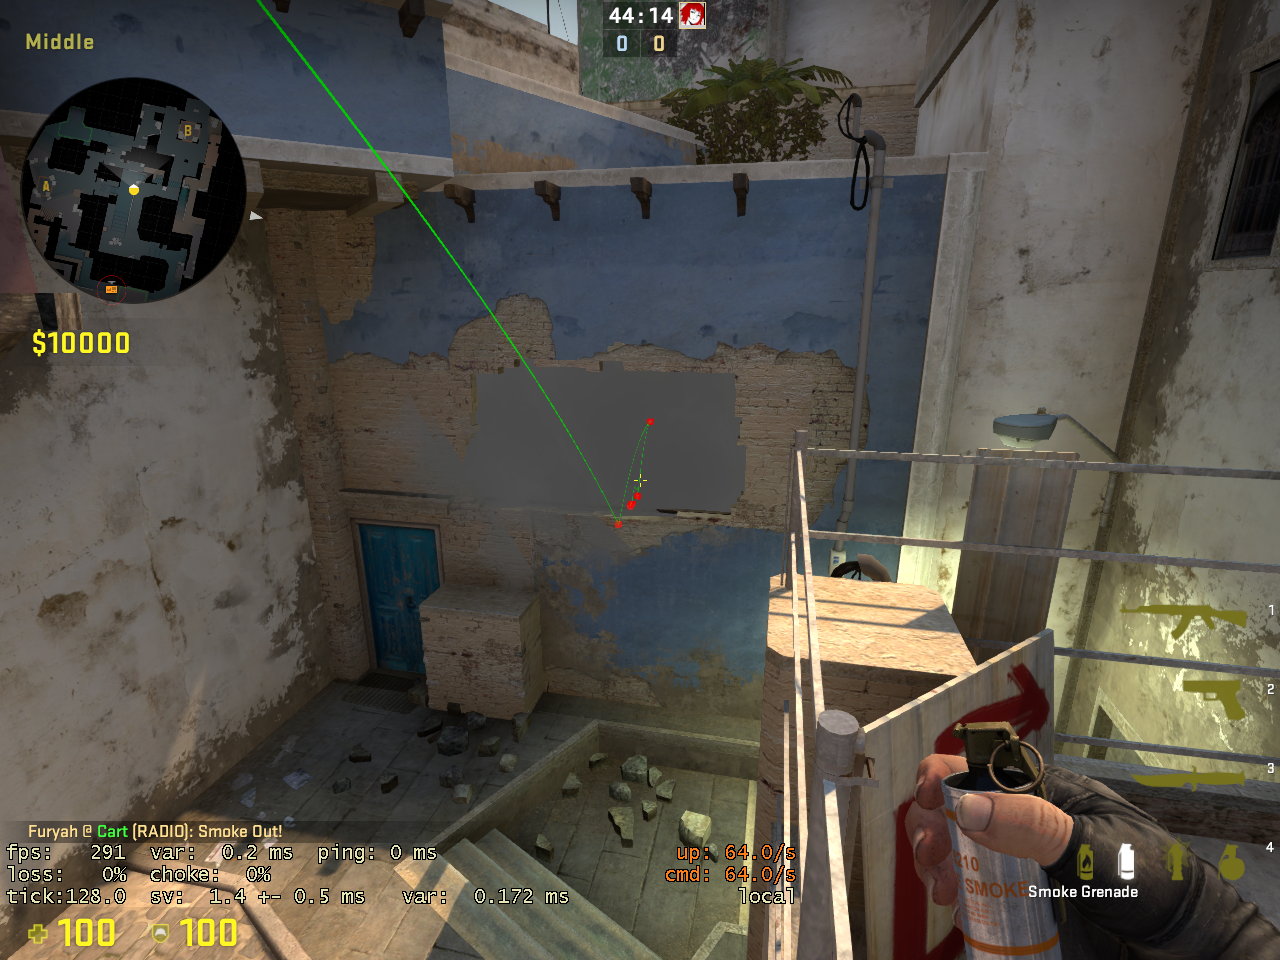 44:14
Middle
0 0
B
A
$10000
1
2
3
Furyah @ Cart (RADIO): Smoke Out!
fps: 291 var: 0.2 ms ping: 0 ms
up: 64.0/s
loss: 0% choke: 0%
cmd: 64.0/s
4
tick:128.0 sv: 1.4 +- 0.5 ms var: 0.172 ms
local
SMOKE
Smoke Grenade
100 100